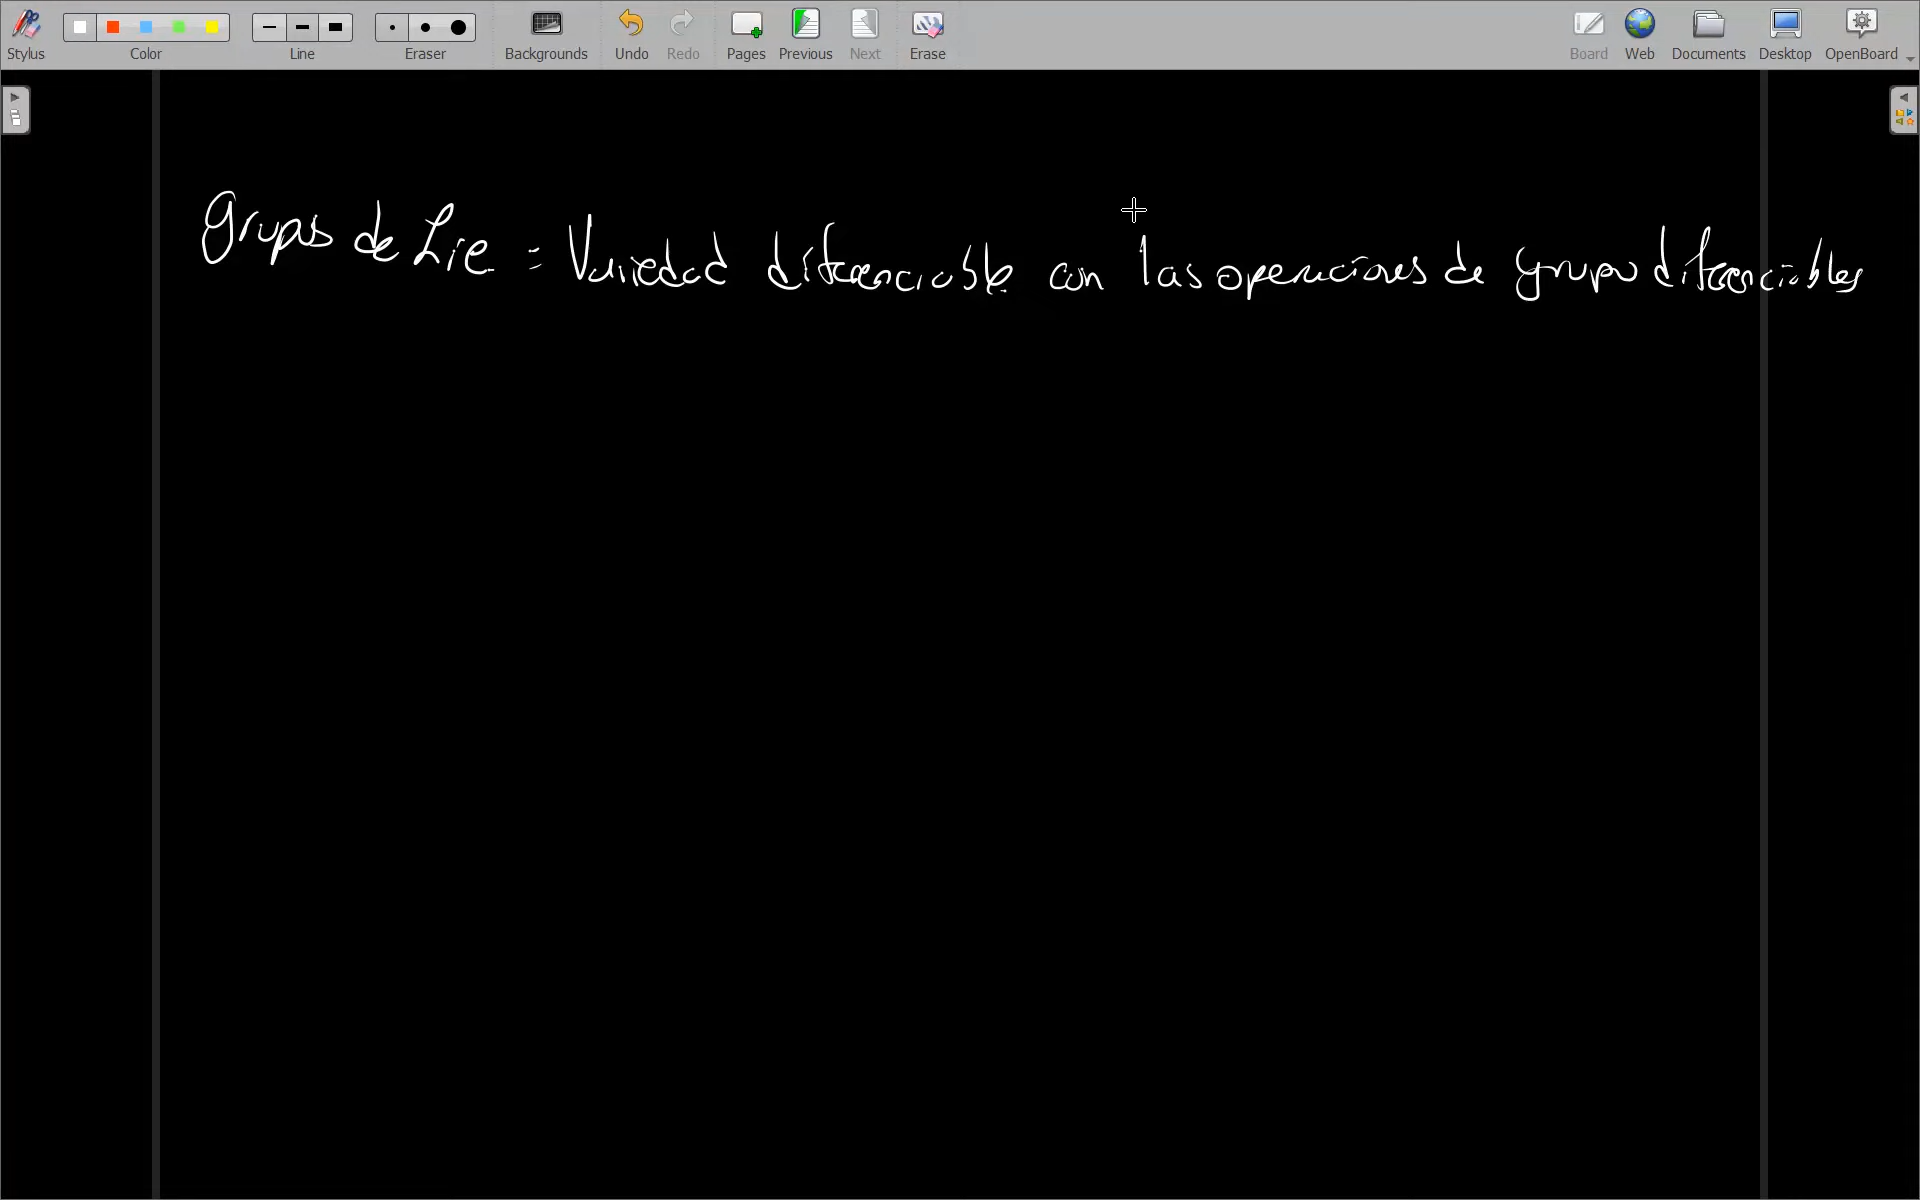 Stylus Color Line Eraser Backgrounds Undo Redo Pages Previous Next Erase Board Web Documents Desktop OpenBoard
Grupos de Lie = Variedad diferenciable con las operaciones de grupo diferenciables